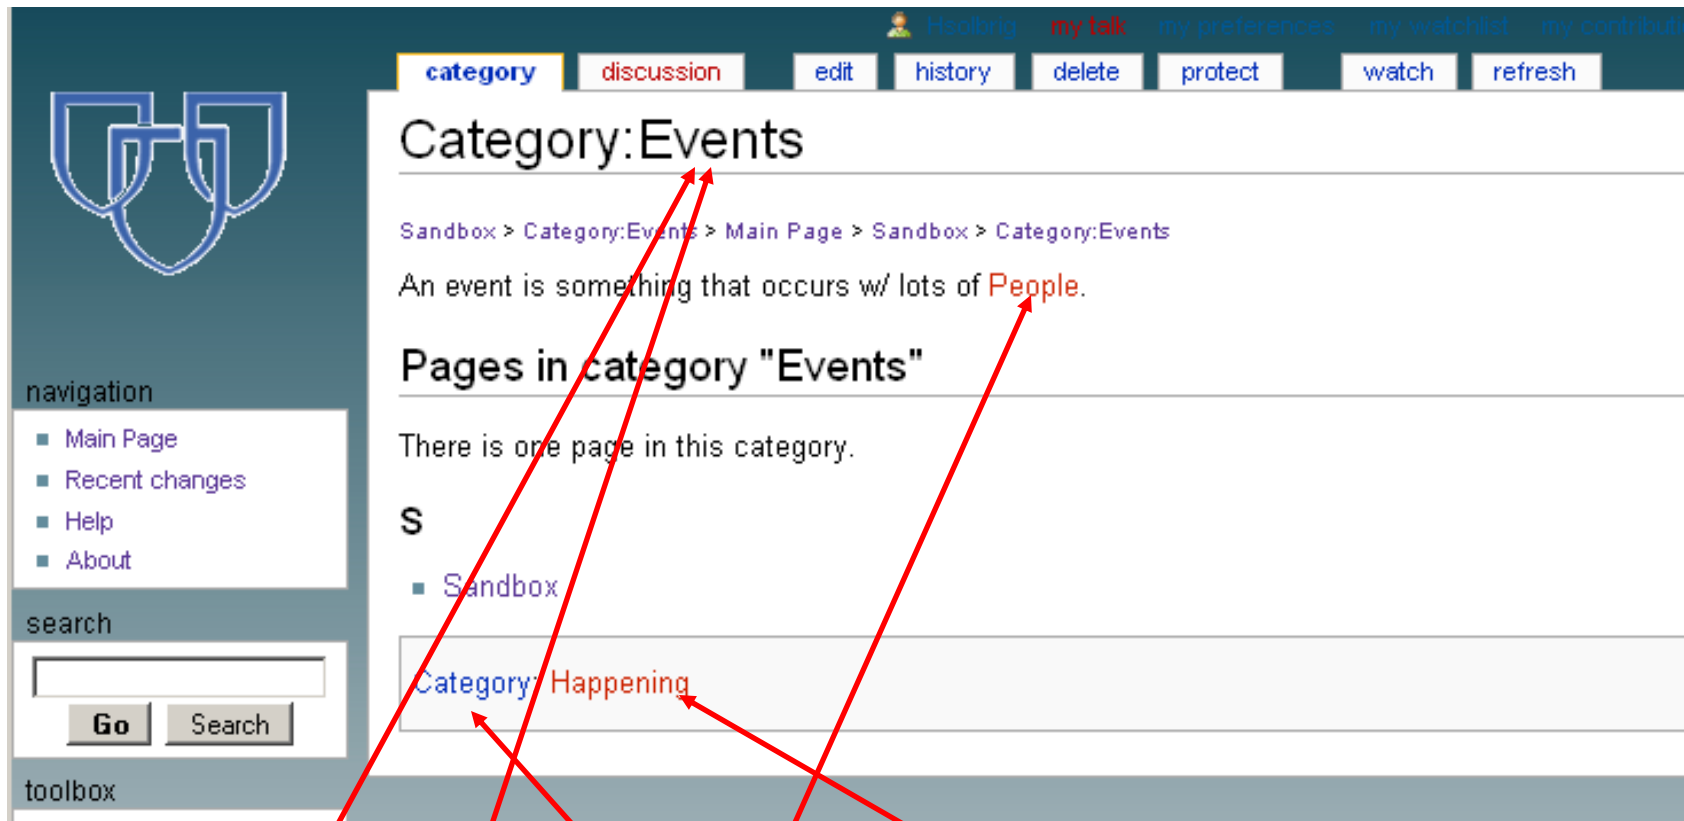 Hsolbrig my talk my preferences my watchlist my contributi
category discussion edit history delete protect watch refresh
Category:Events
Sandbox > Category:Events > Main Page > Sandbox > Category:Events
An event is something that occurs w/ lots of People.
Pages in category "Events"
There is one page in this category.
S
Sandbox
Category: Happening
navigation
Main Page
Recent changes
Help
About
search
Go Search
toolbox